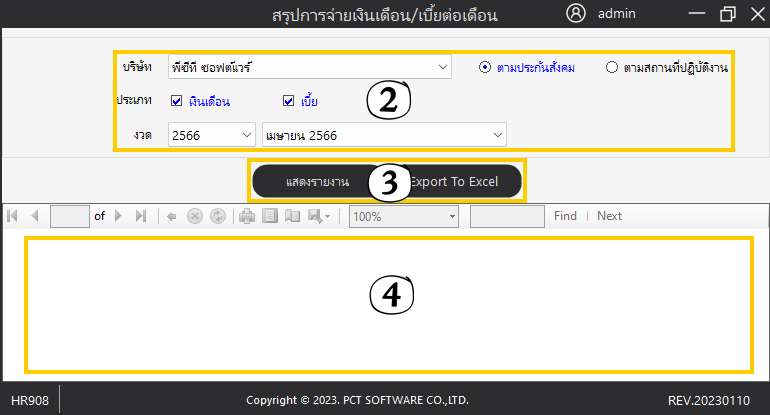 สรุปการจ่ายเงินเดือน/เบี้ยต่อเดือน admin
บริษัท พีซีที ซอฟต์แวร์ ตามประกันสังคม ตามสถานที่ปฏิบัติงาน
ประเภท เงินเดือน เบี้ย 2
งวด 2566 เมษายน 2566
แสดงรายงาน 3 Export To Excel
of 100% Find | Next
4
HR908 Copyright © 2023. PCT SOFTWARE CO.,LTD. REV.20230110